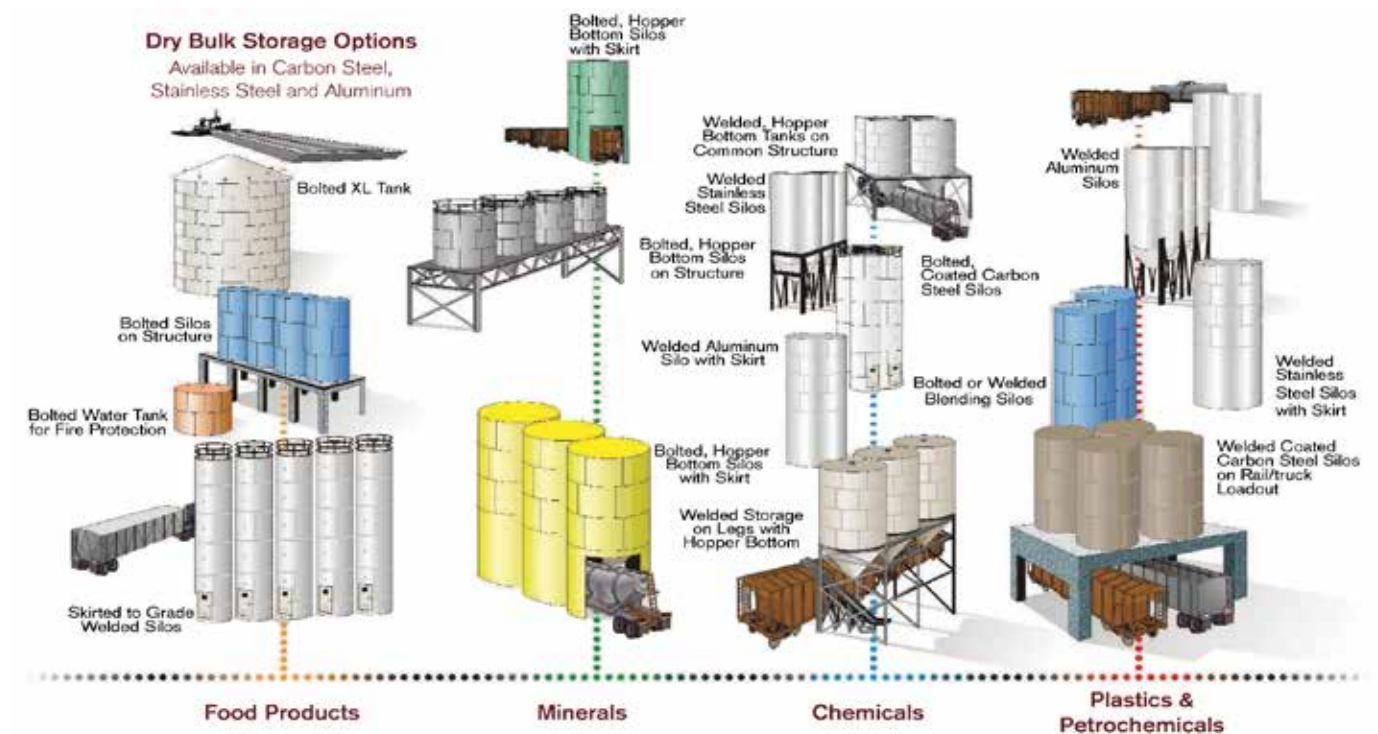 Dry Bulk Storage Options
Available in Carbon Steel,
Stainless Steel and Aluminum
Bolted XL Tank
Bolted Silos
on Structure
Bolted Water Tank
for Fire Protection
Skirted to Grade
Welded Silos
Food Products
Bolted, Hopper
Bottom Silos
with Skirt
Bolted, Hopper
Bottom Silos
on Structure
Bolted, Hopper
Bottom Silos
with Skirt
Minerals
Welded, Hopper
Bottom Tanks on
Common Structure
Welded
Stainless
Steel Silos
Bolted,
Coated Carbon
Steel Silos
Welded Aluminum
Silo with Skirt
Welded Storage
on Legs with
Hopper Bottom
Chemicals
Welded
Aluminum
Silos
Bolted or Welded
Blending Silos
Welded
Stainless
Steel Silos
with Skirt
Welded Coated
Carbon Steel Silos
on Rail/truck
Loadout
Plastics &
Petrochemicals